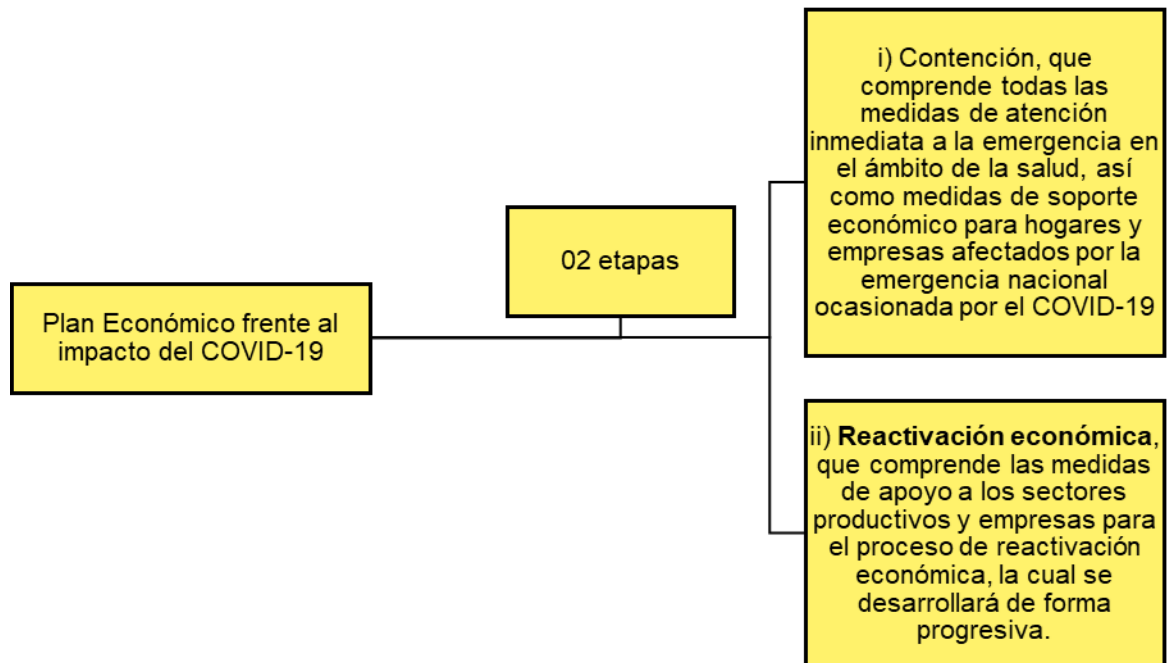 Plan Económico frente al
impacto del COVID-19
02 etapas
i) Contención, que
comprende todas las
medidas de atención
inmediata a la emergencia en
el ámbito de la salud, así
como medidas de soporte
económico para hogares y
empresas afectados por la
emergencia nacional
ocasionada por el COVID-19
ii) Reactivación económica,
que comprende las medidas
de apoyo a los sectores
productivos y empresas para
el proceso de reactivación
económica, la cual se
desarrollará de forma
progresiva.